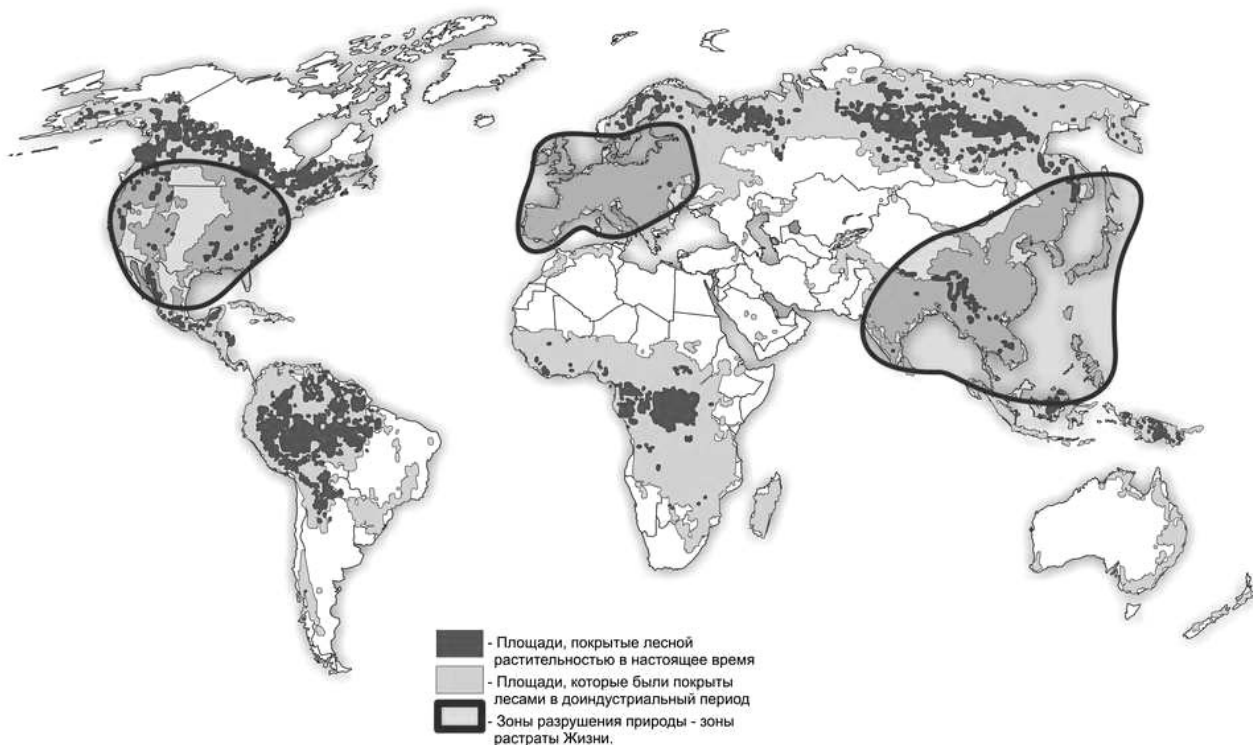 - Площади, покрытые лесной
растительностью в настоящее время
- Площади, которые были покрыты
лесами в доиндустриальный период
- Зоны разрушения природы - зоны
растраты Жизни.